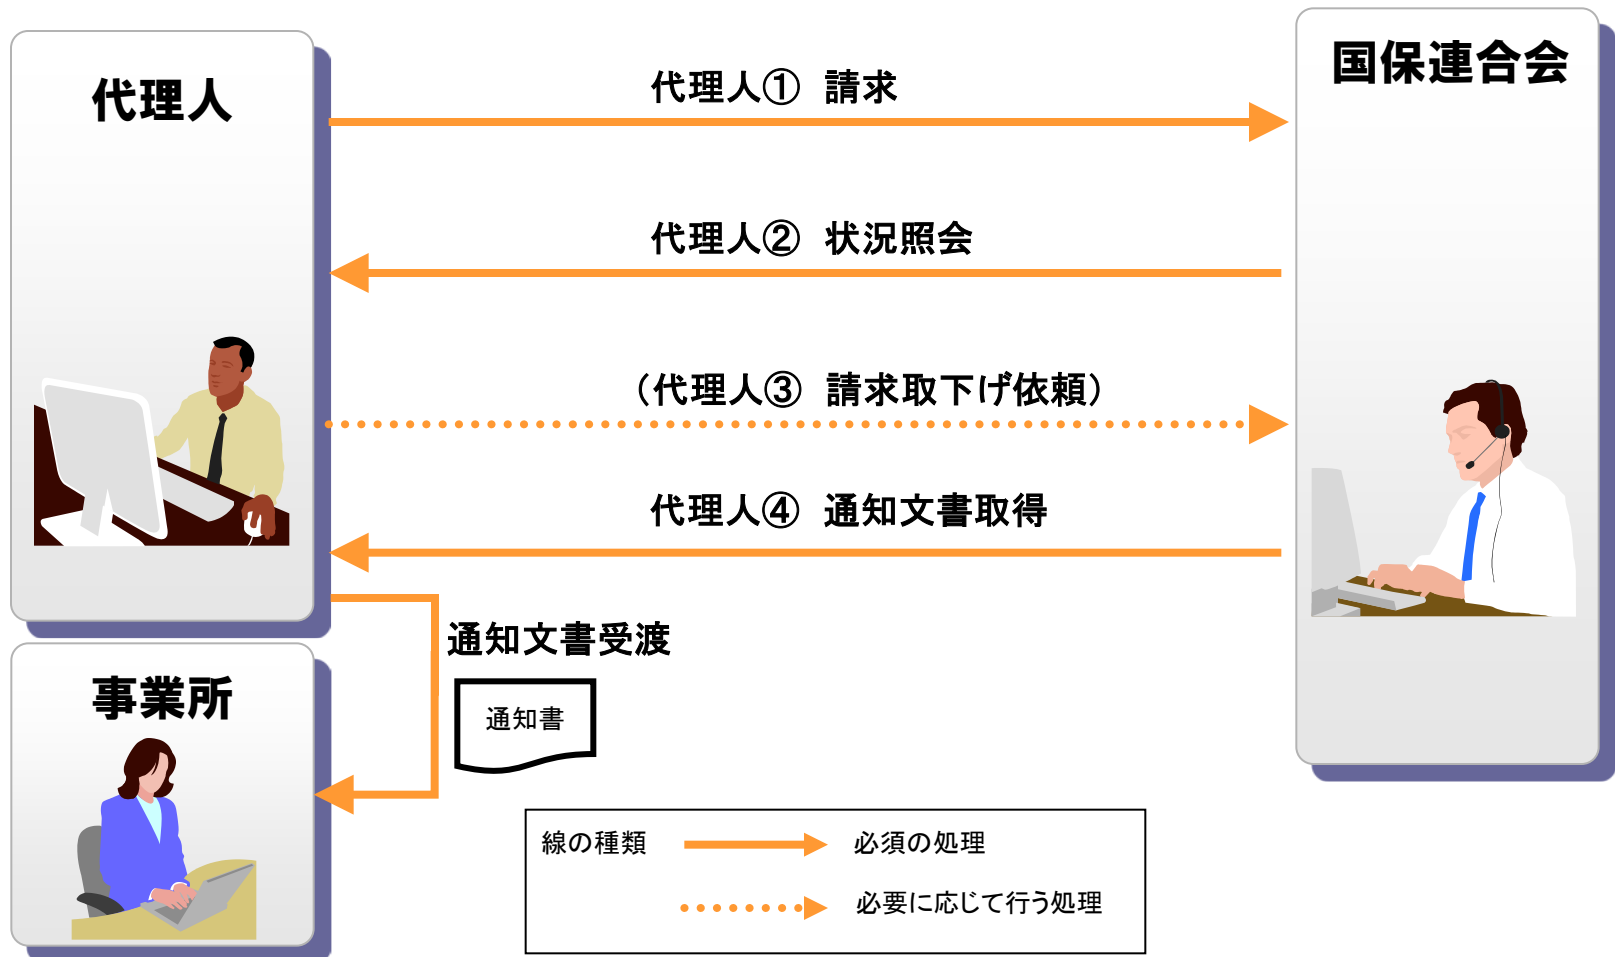 代理人
国保連合会
代理人① 請求
代理人② 状況照会
（代理人③ 請求取下げ依頼）
代理人④ 通知文書取得
通知文書受渡
通知書
事業所
線の種類 必須の処理
必要に応じて行う処理